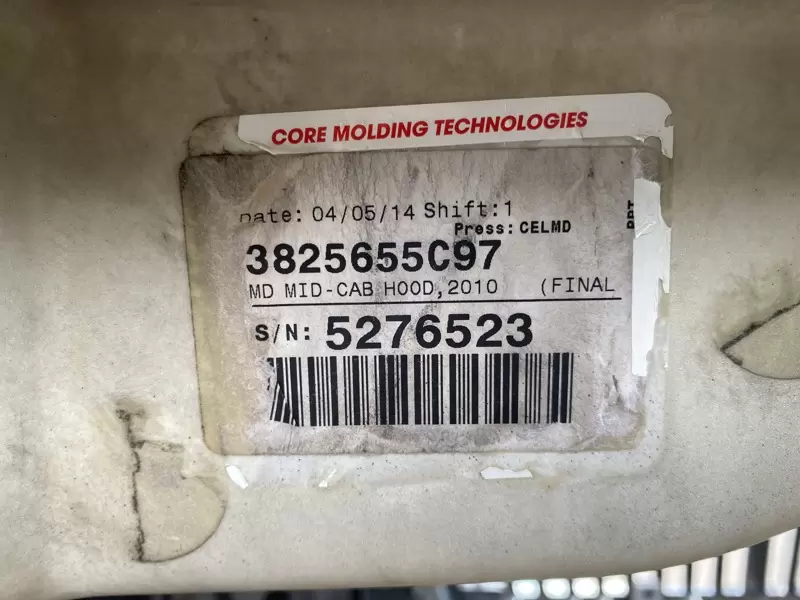 CORE MOLDING TECHNOLOGIES
Date: 04/05/14 Shift:1
Press: CELMD
3825655C97
MD MID-CAB HOOD,2010 (FINAL
S/N: 5276523